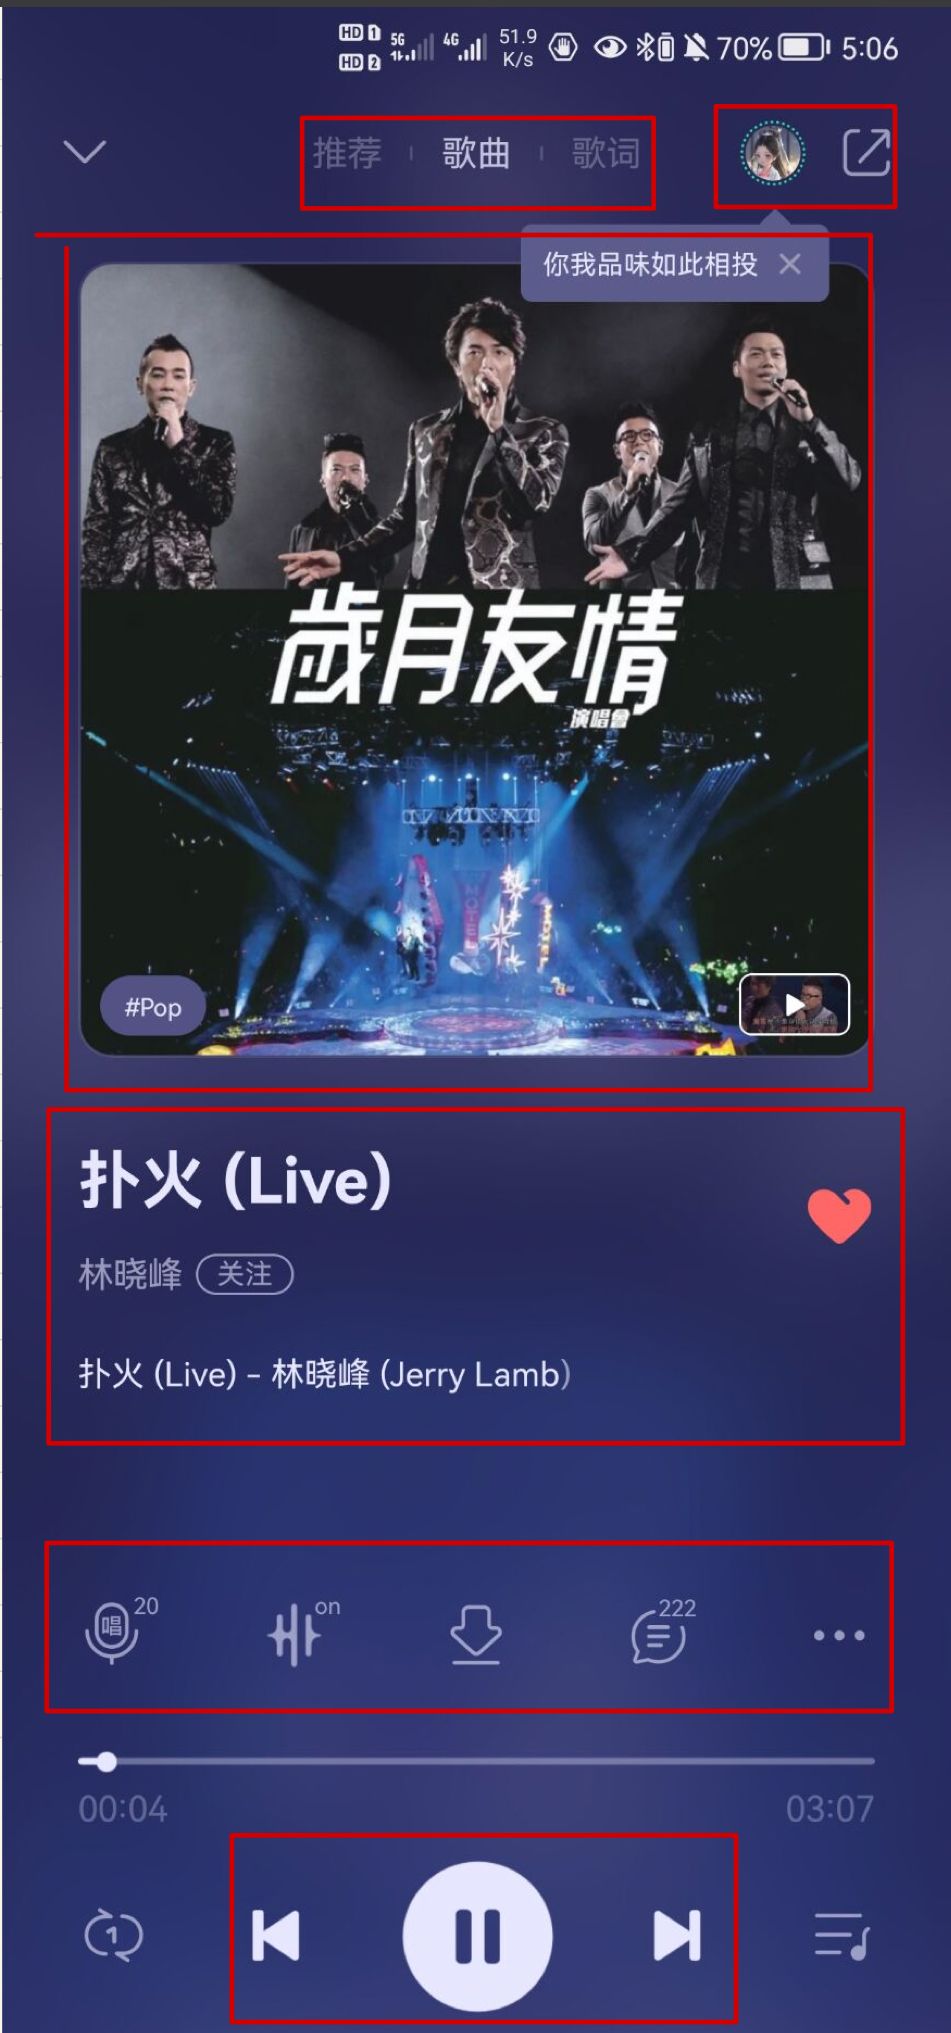 HD 1 5G 4G 51.9 70% 5:06
HD 2 K/s
推荐 歌曲 歌词
你我品味如此相投
歲月友情
演唱會
MOTEL
#Pop
扑火 (Live)
林晓峰 关注
扑火 (Live) - 林晓峰 (Jerry Lamb)
唱 20 on 222
00:04 03:07
1